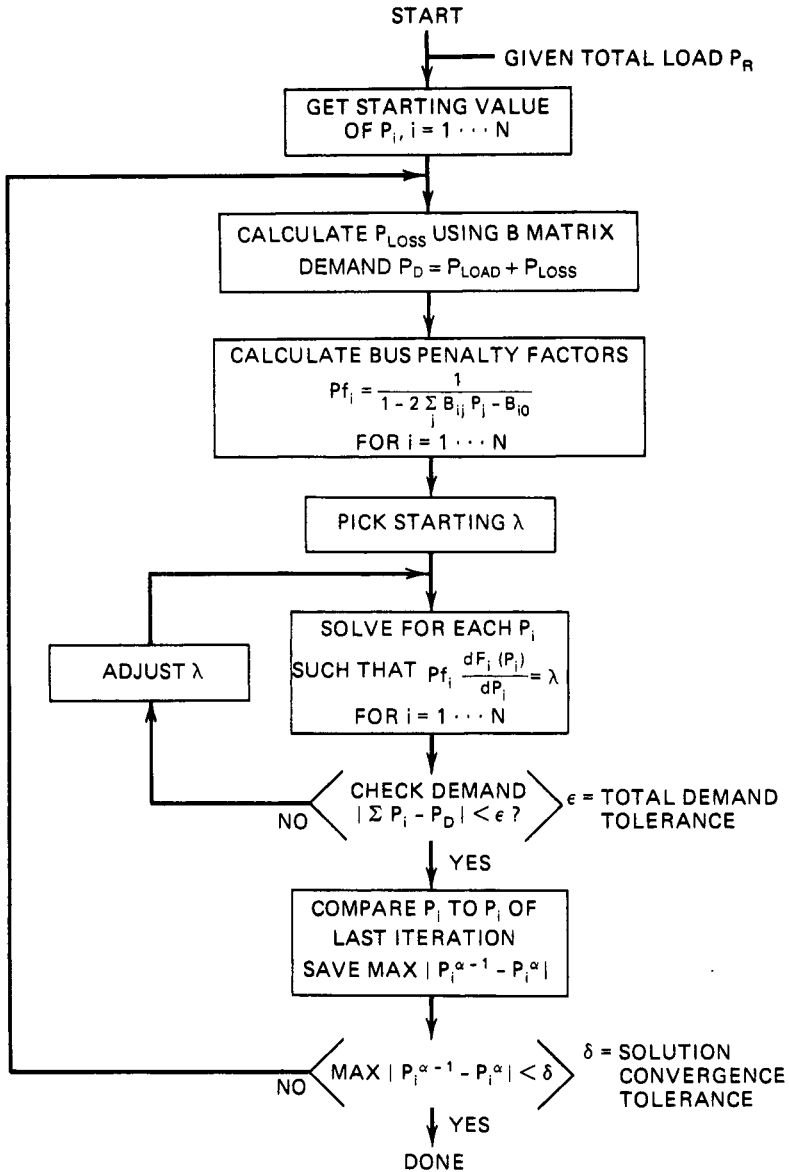 START
GIVEN TOTAL LOAD P_R
GET STARTING VALUE
OF P_i, i = 1 ··· N
CALCULATE P_LOSS USING B MATRIX
DEMAND P_D = P_LOAD + P_LOSS
CALCULATE BUS PENALTY FACTORS
Pf_i = 1 / (1 - 2 Σ_j B_ij P_j - B_i0)
FOR i = 1 ··· N
PICK STARTING λ
SOLVE FOR EACH P_i
SUCH THAT Pf_i dF_i (P_i) / dP_i = λ
FOR i = 1 ··· N
ADJUST λ
CHECK DEMAND
| Σ P_i - P_D | < ϵ ?
NO
ϵ = TOTAL DEMAND
TOLERANCE
YES
COMPARE P_i TO P_i OF
LAST ITERATION
SAVE MAX | P_i^α-1 - P_i^α |
MAX | P_i^α-1 - P_i^α | < δ
NO
δ = SOLUTION
CONVERGENCE
TOLERANCE
YES
DONE